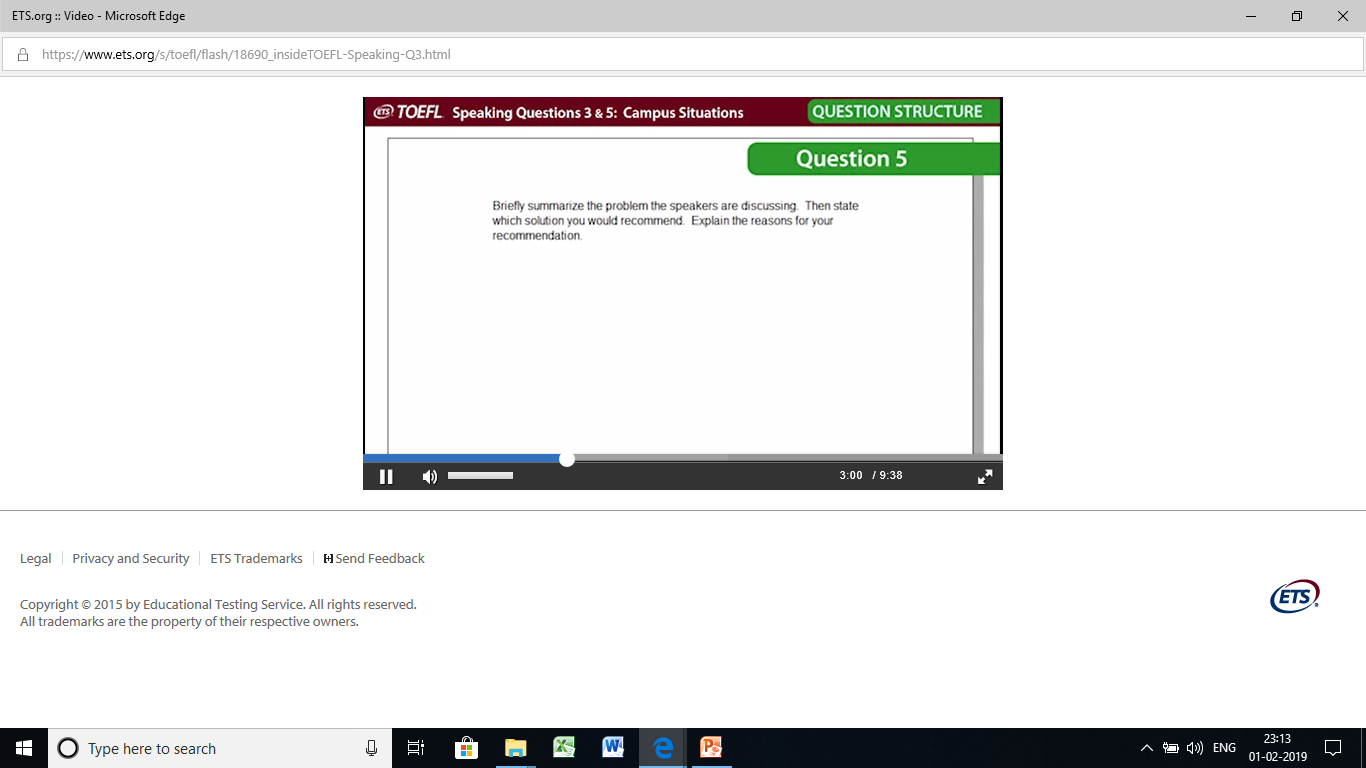 ETS.org :: Video - Microsoft Edge
https://www.ets.org/s/toefl/flash/18690_insideTOEFL-Speaking-Q3.html
ETS TOEFL Speaking Questions 3 & 5: Campus Situations QUESTION STRUCTURE
Question 5
Briefly summarize the problem the speakers are discussing. Then state
which solution you would recommend. Explain the reasons for your
recommendation.
3:00 / 9:38
Legal Privacy and Security ETS Trademarks Send Feedback
Copyright © 2015 by Educational Testing Service. All rights reserved.
All trademarks are the property of their respective owners.
ETS®
Type here to search
ENG
23:13
01-02-2019